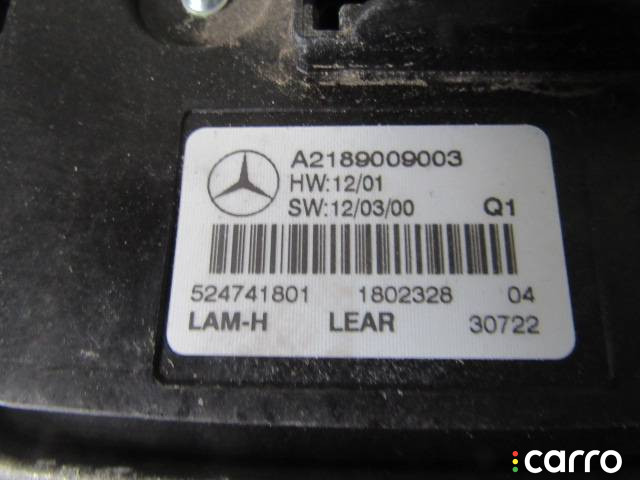 A2189009003
HW:12/01
SW:12/03/00 Q1
524741801 1802328 04
LAM-H LEAR 30722
carro